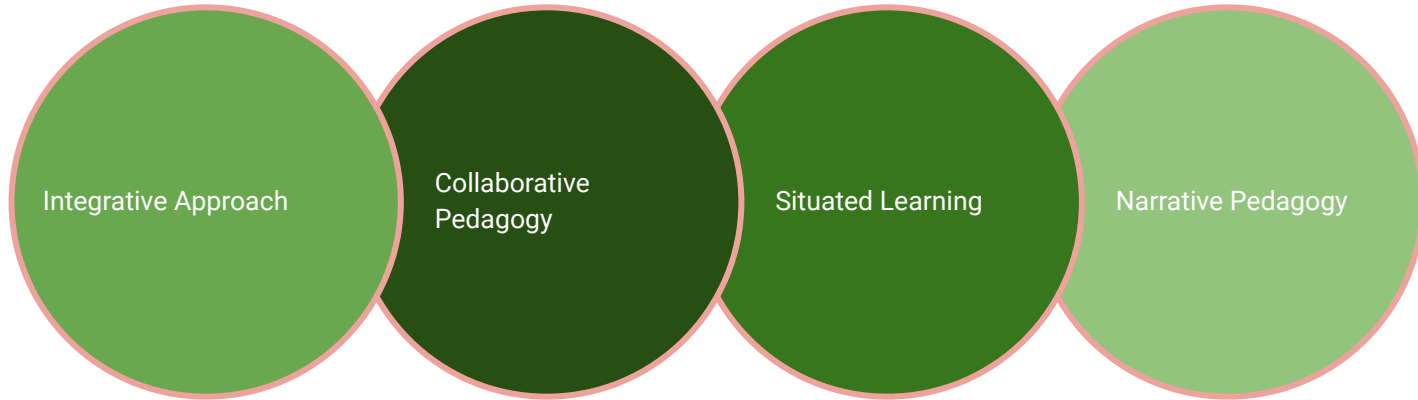 Integrative Approach
Collaborative
Pedagogy
Situated Learning
Narrative Pedagogy